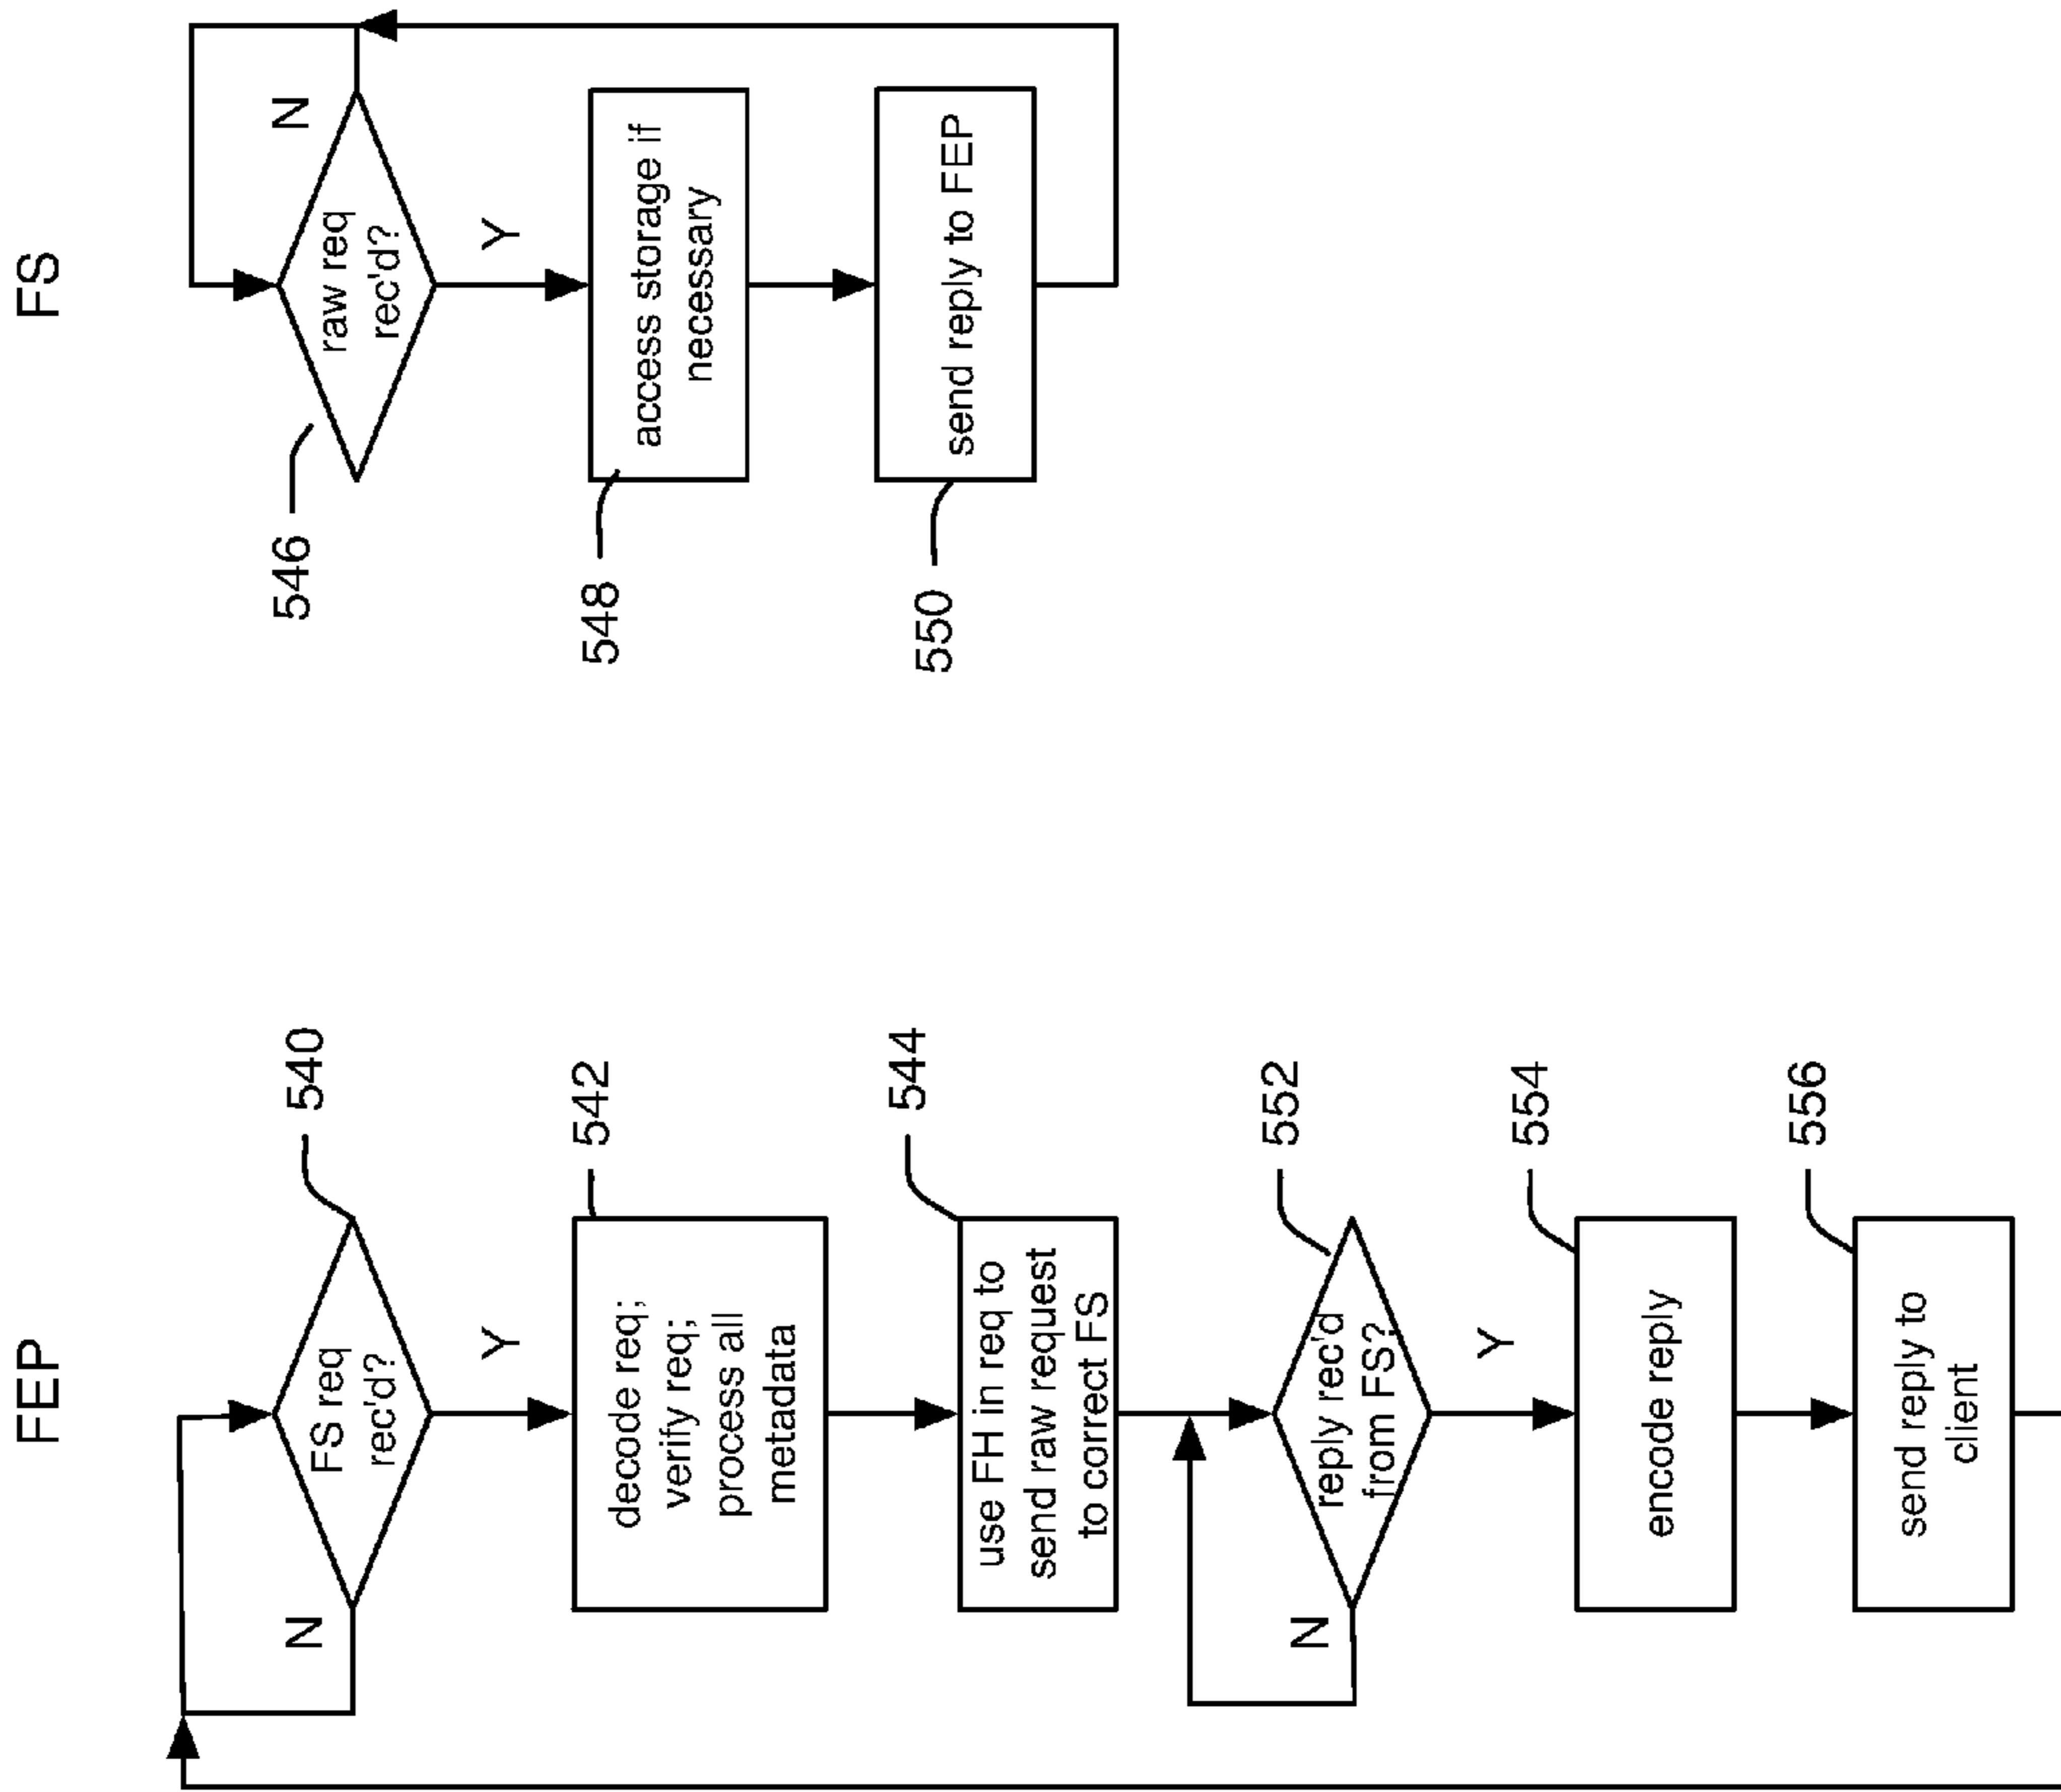 FEP
FS req
rec'd?
540
N
Y
decode req;
verify req;
process all
metadata
542
use FH in req to
send raw request
to correct FS
544
reply rec'd
from FS?
552
N
Y
encode reply
554
send reply to
client
556
FS
raw req
rec'd?
546
N
Y
access storage if
necessary
548
send reply to FEP
550